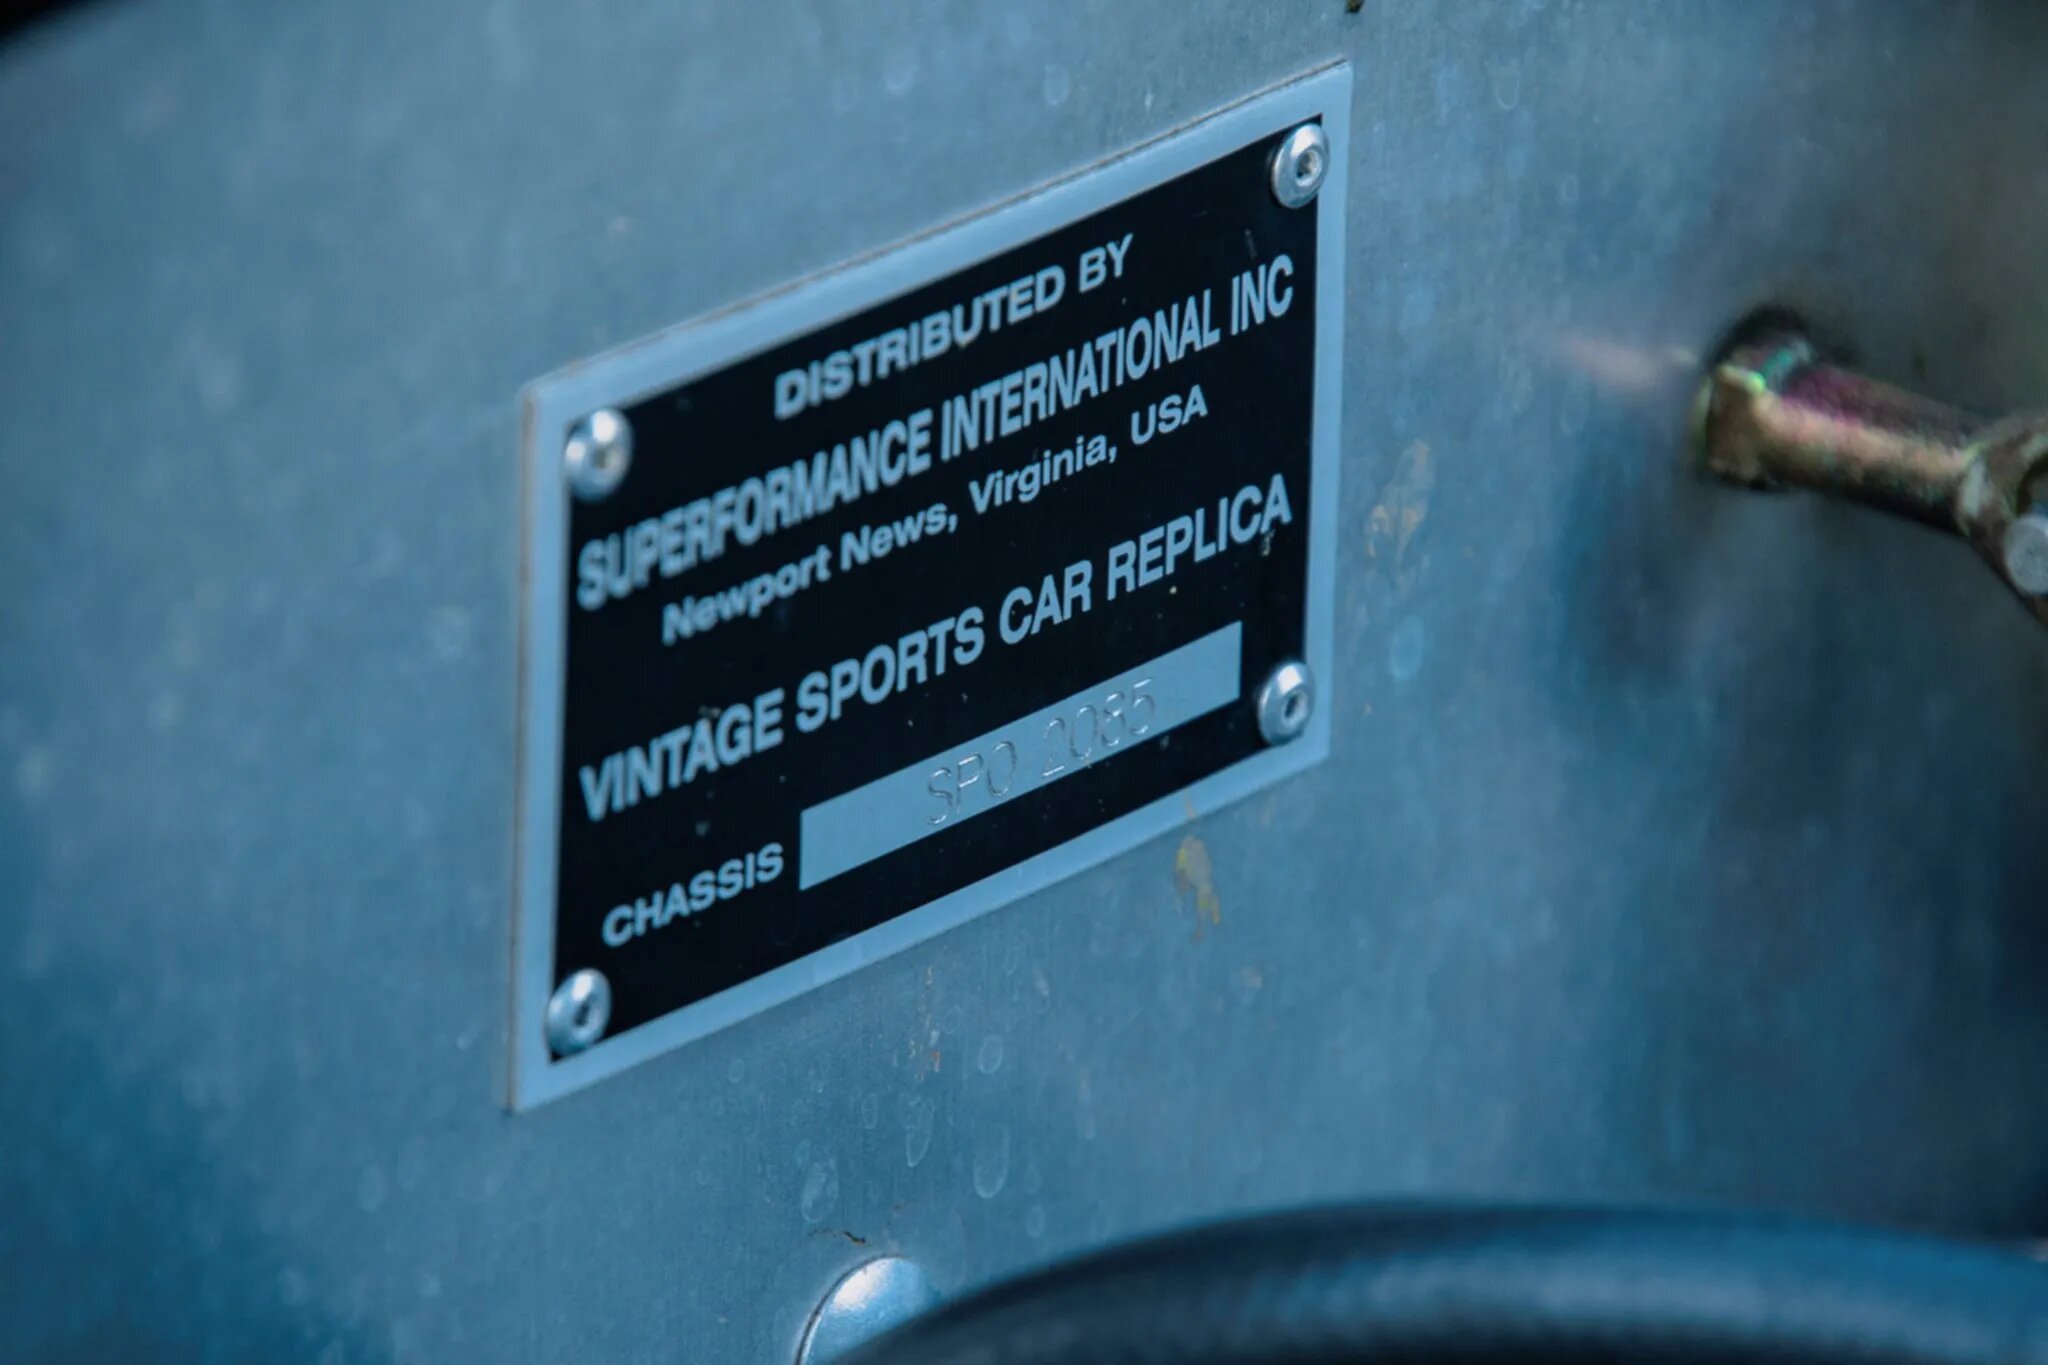 DISTRIBUTED BY
SUPERFORMANCE INTERNATIONAL INC
Newport News, Virginia, USA
VINTAGE SPORTS CAR REPLICA
CHASSIS SPO 2085